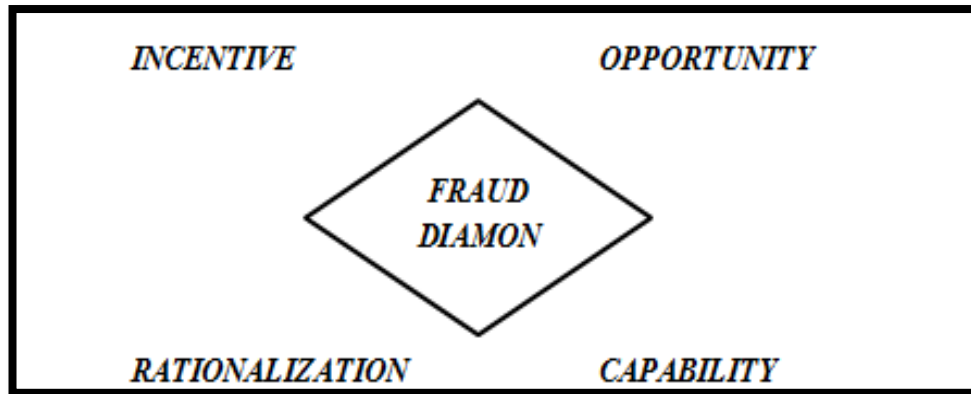 INCENTIVE
OPPORTUNITY
FRAUD
DIAMON
RATIONALIZATION
CAPABILITY